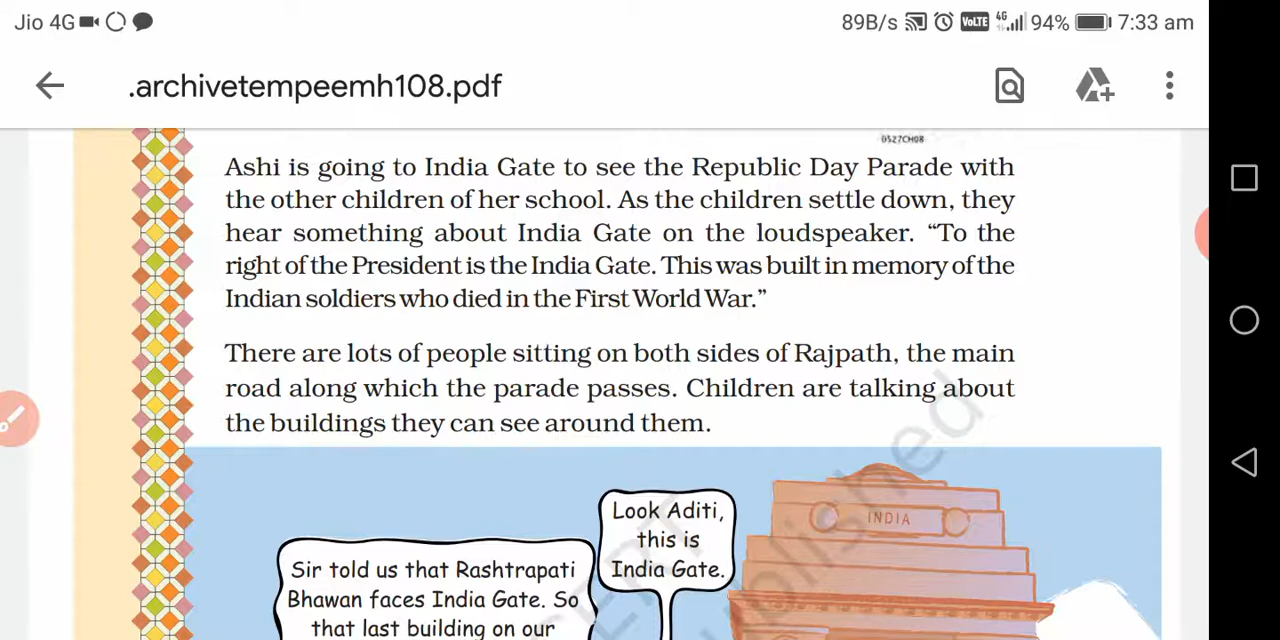 Jio 4G 89B/s VoLTE 4G 94% 7:33 am
.archivetempeemh108.pdf
0527CH08
Ashi is going to India Gate to see the Republic Day Parade with
the other children of her school. As the children settle down, they
hear something about India Gate on the loudspeaker. “To the
right of the President is the India Gate. This was built in memory of the
Indian soldiers who died in the First World War.”
There are lots of people sitting on both sides of Rajpath, the main
road along which the parade passes. Children are talking about
the buildings they can see around them.
Look Aditi,
this is
India Gate.
INDIA
Sir told us that Rashtrapati
Bhawan faces India Gate. So
that last building on our